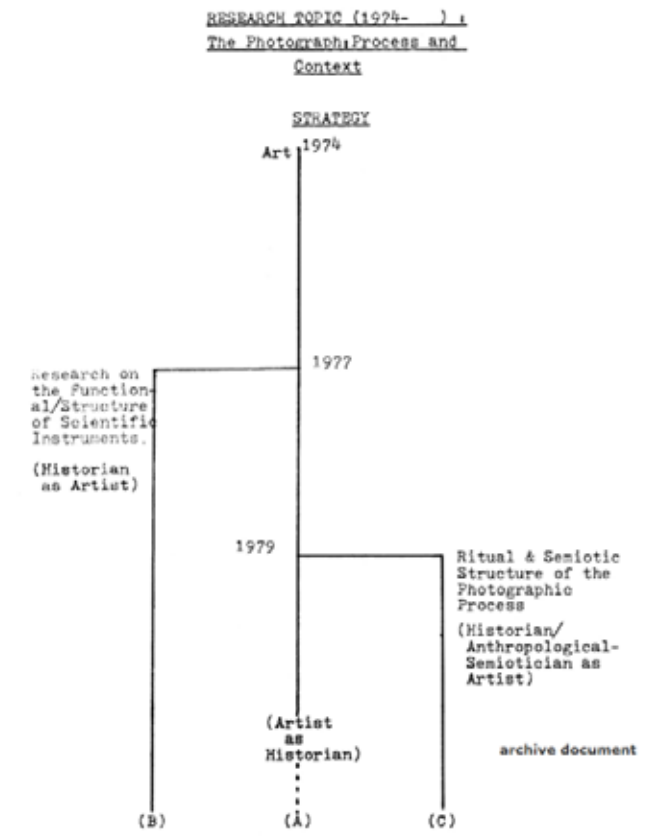 RESEARCH TOPIC (1974-    ) :
The Photograph:Process and
Context
STRATEGY
Art 1974
1977
Research on
the Function-
al/Structure
of Scientific
Instruments.
(Historian
as Artist)
1979
Ritual & Semiotic
Structure of the
Photographic
Process
(Historian/
Anthropological-
Semiotician as
Artist)
(Artist
as
Historian)
archive document
(B) (A) (C)